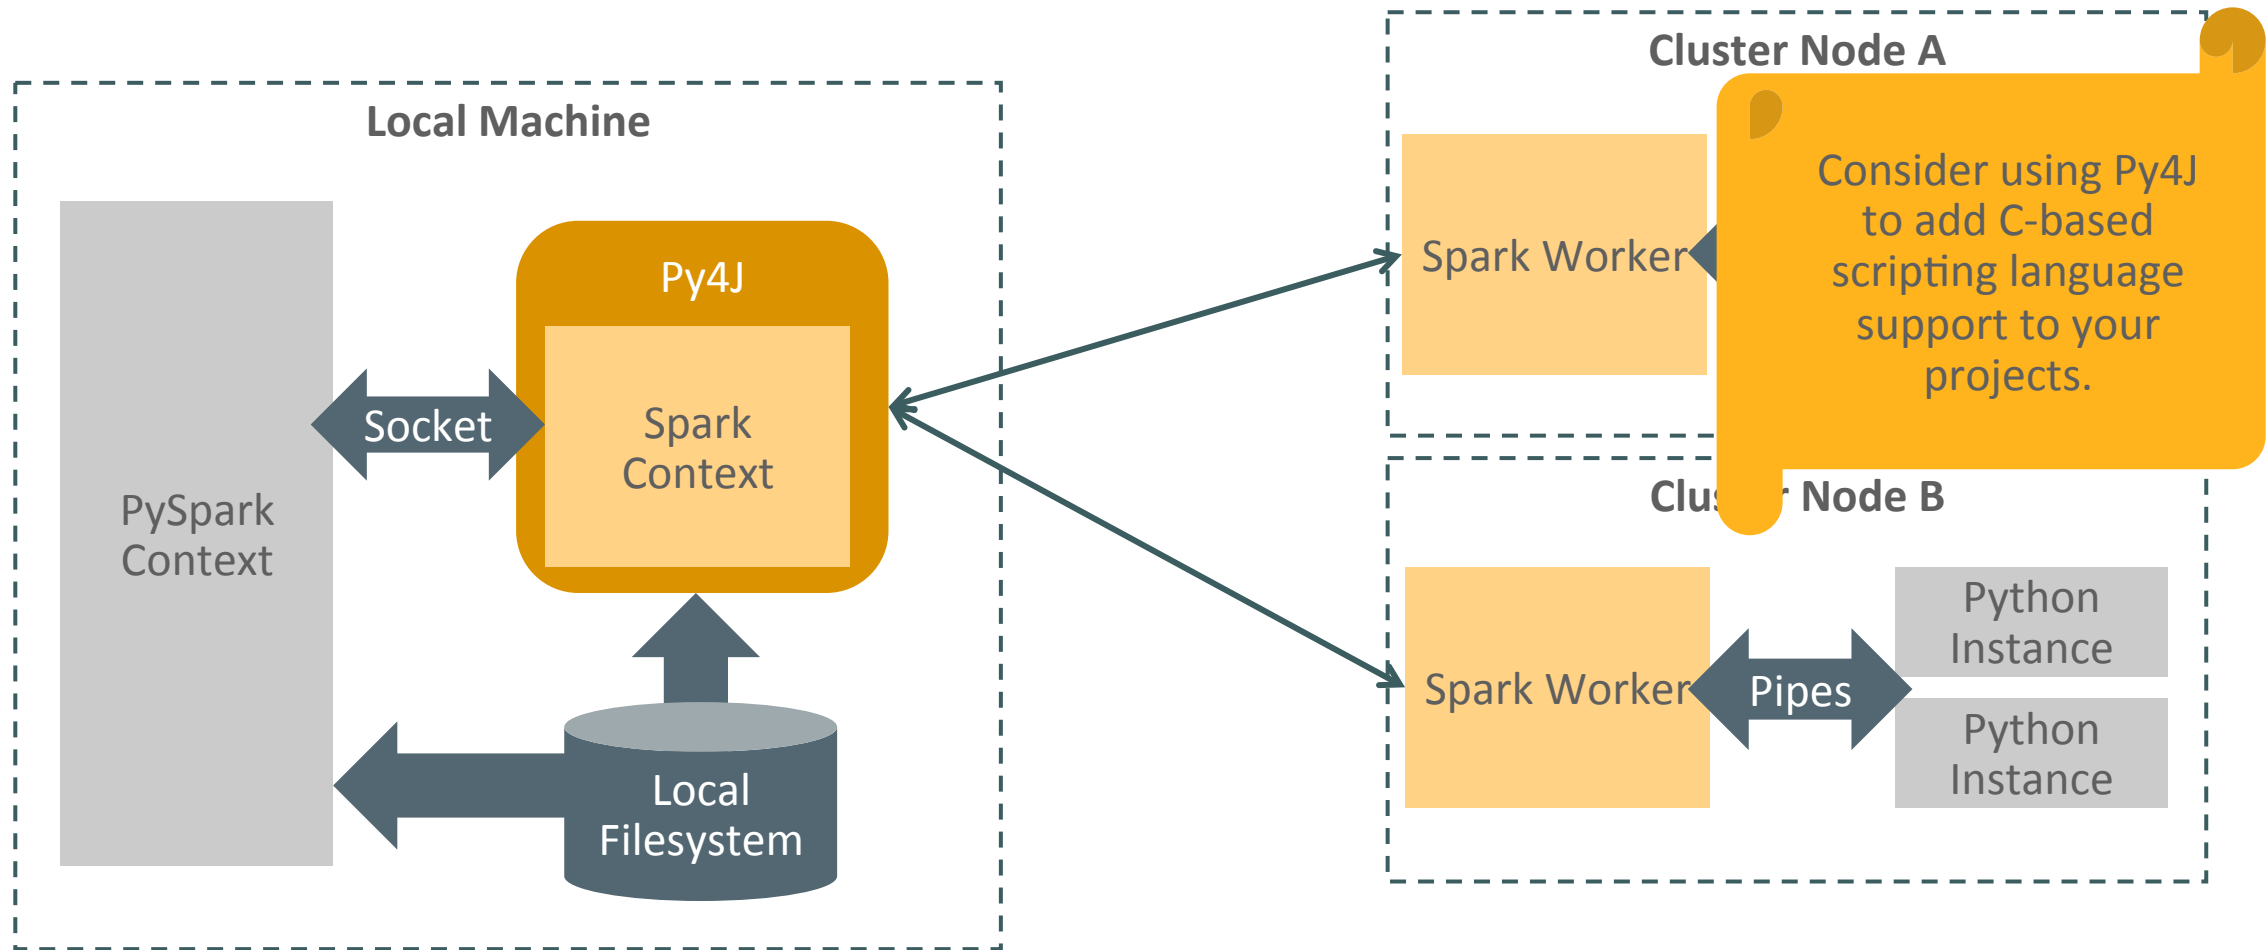 Local Machine
PySpark
Context
Socket
Py4J
Spark
Context
Local
Filesystem
Cluster Node A
Spark Worker
Consider using Py4J
to add C-based
scripting language
support to your
projects.
Node B
Spark Worker
Pipes
Python
Instance
Python
Instance